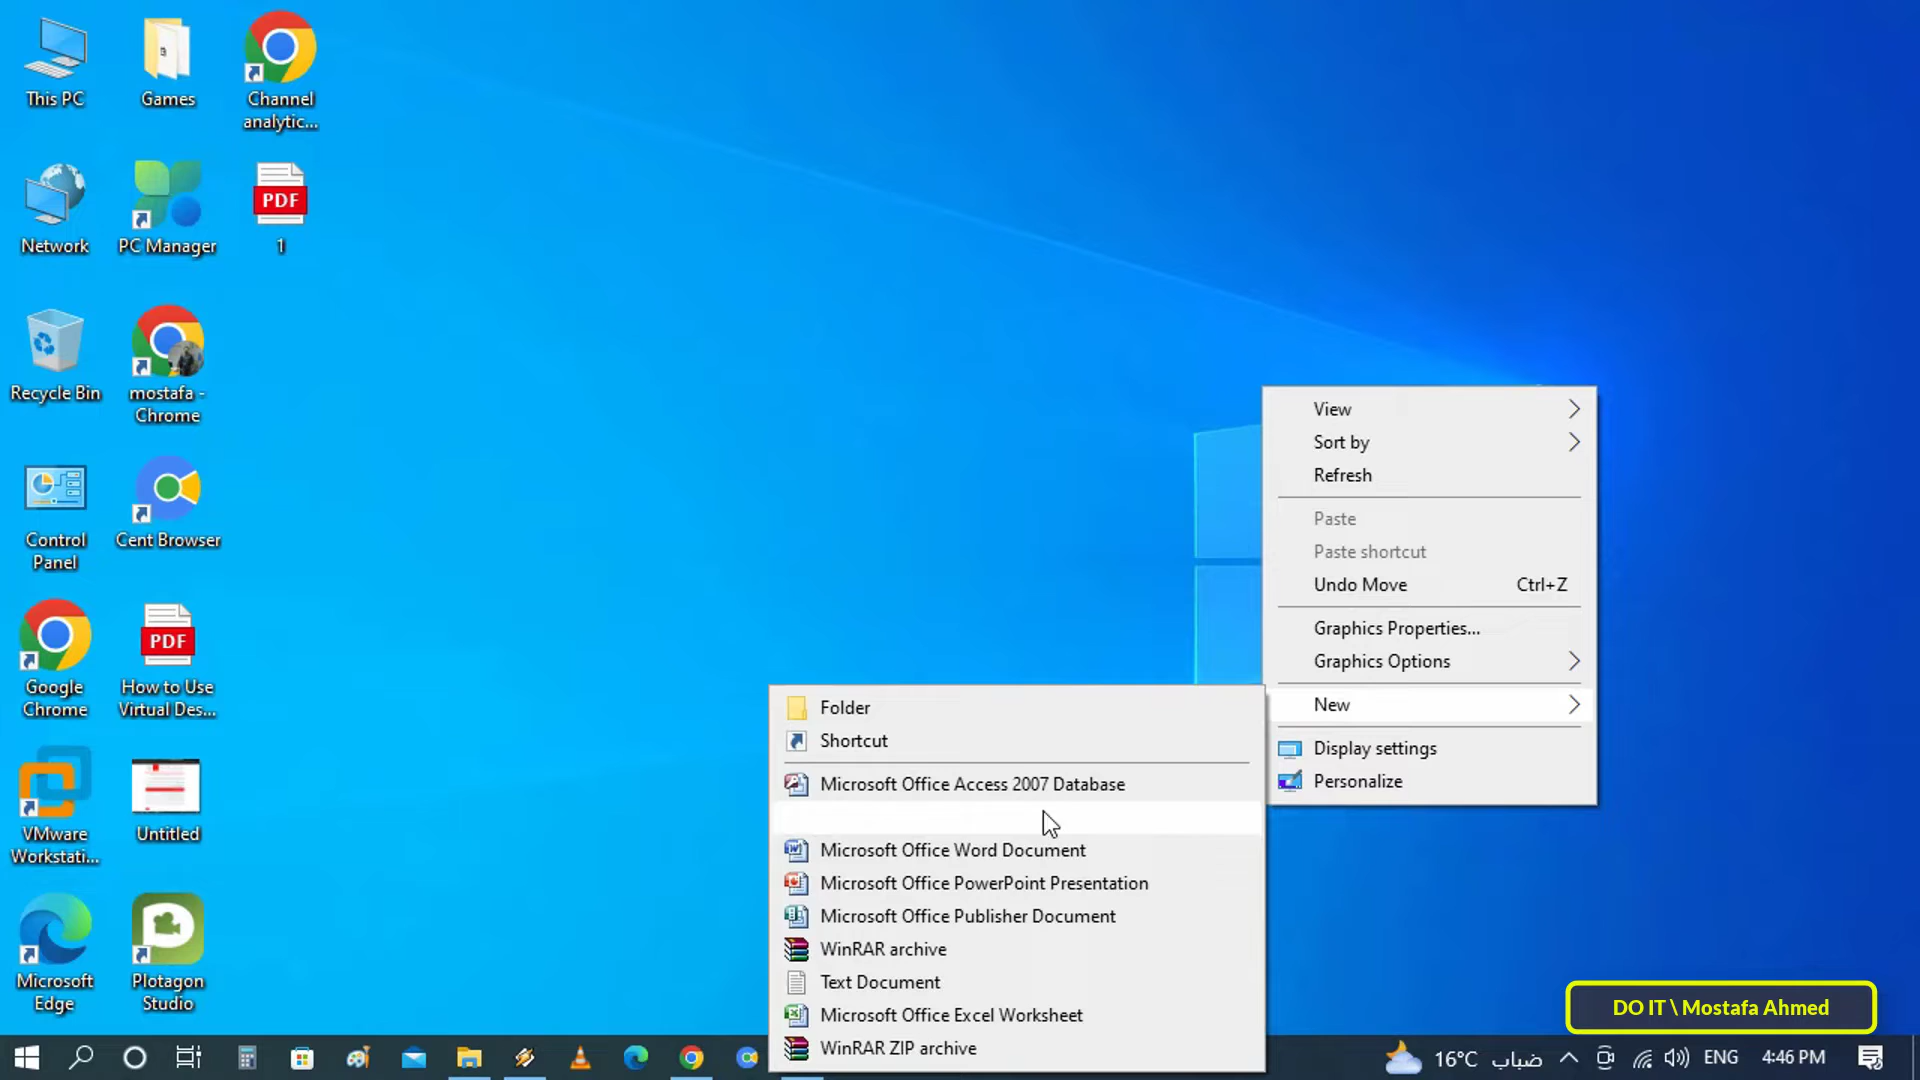 This PC
Games
Channel
analytic...
Network
PC Manager
PDF
1
Recycle Bin
mostafa -
Chrome
Control
Panel
Cent Browser
Google
Chrome
PDF
How to Use
Virtual Des...
VMware
Workstati...
Untitled
Microsoft
Edge
Plotagon
Studio
View
Sort by
Refresh
Paste
Paste shortcut
Undo Move Ctrl+Z
Graphics Properties...
Graphics Options
New
Display settings
Personalize
Folder
Shortcut
Microsoft Office Access 2007 Database
Microsoft Office Word Document
Microsoft Office PowerPoint Presentation
Microsoft Office Publisher Document
WinRAR archive
Text Document
Microsoft Office Excel Worksheet
WinRAR ZIP archive
DO IT \ Mostafa Ahmed
16°C ضباب ENG 4:46 PM